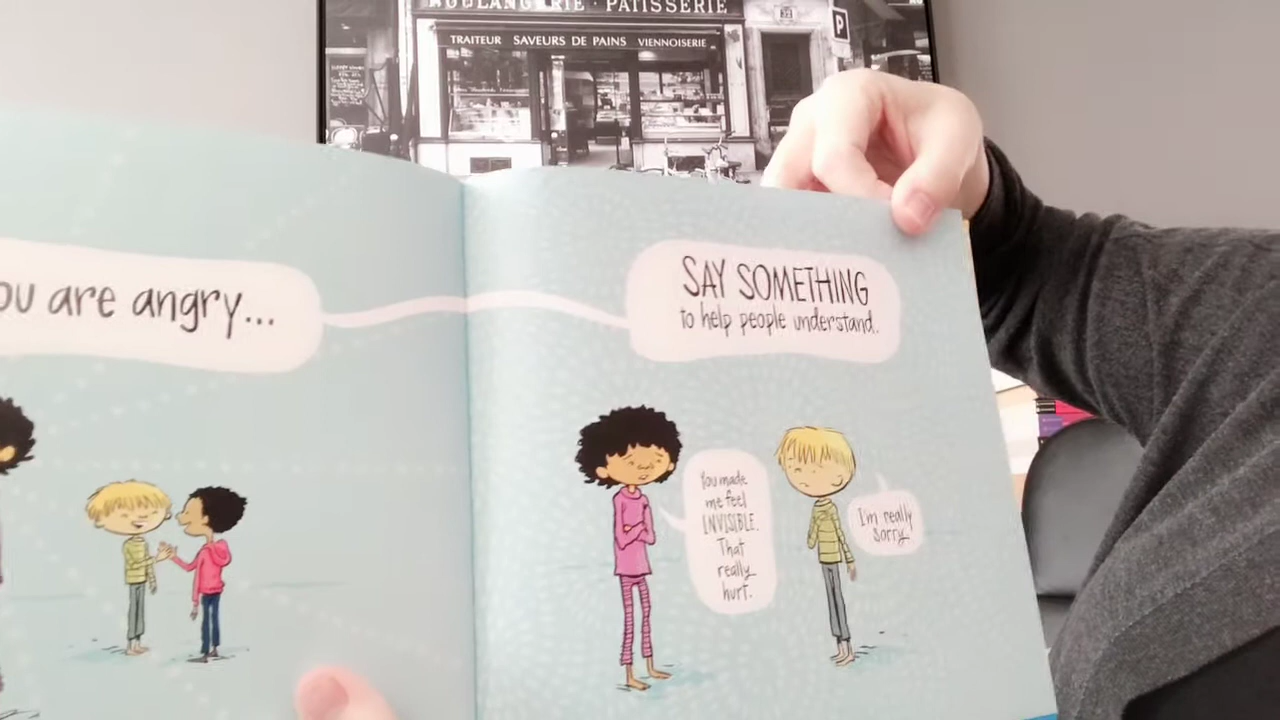 BOULANGERIE · PATISSERIE
TRAITEUR SAVEURS DE PAINS VIENNOISERIE
P
ou are angry...
SAY SOMETHING
to help people understand.
You made
me feel
INVISIBLE.
That
really
hurt.
I'm really
sorry.